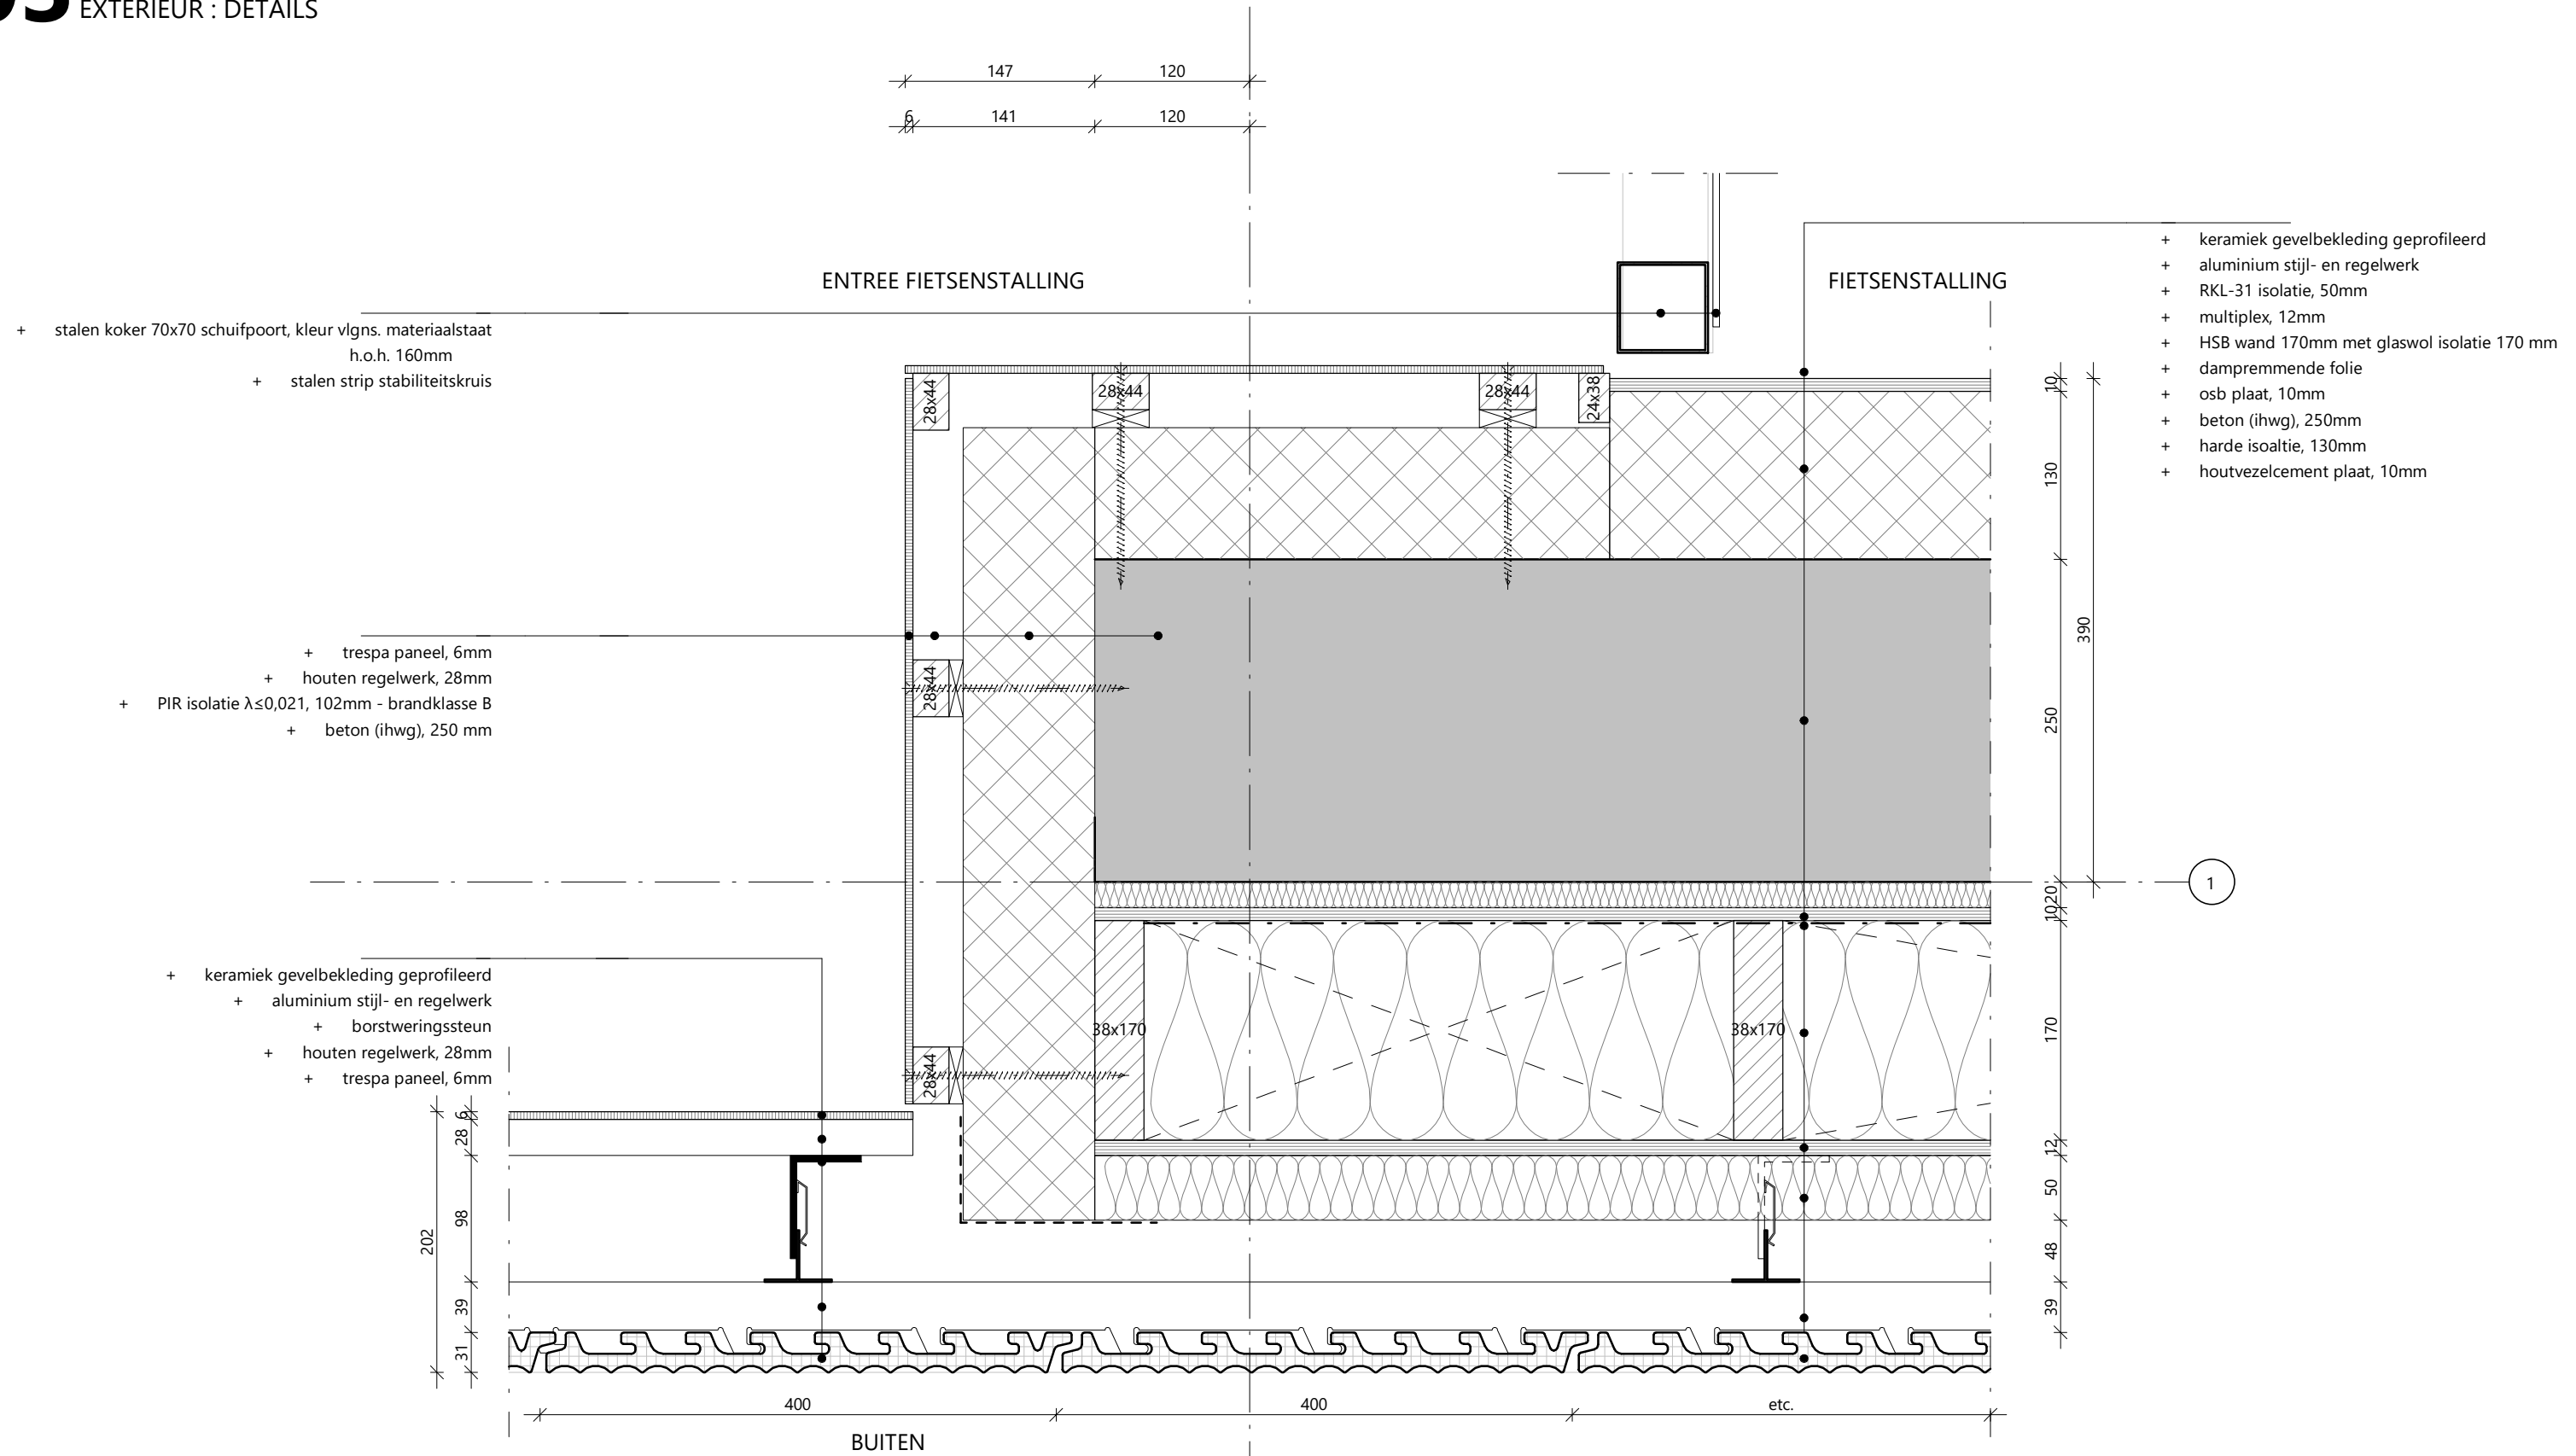 EXTERIEUR : DETAILS
147 120
6 141 120
ENTREE FIETSENSTALLING
FIETSENSTALLING
+ stalen koker 70x70 schuifpoort, kleur vlgns. materiaalstaat
h.o.h. 160mm
+ stalen strip stabiliteitskruis
+ keramiek gevelbekleding geprofileerd
+ aluminium stijl- en regelwerk
+ RKL-31 isolatie, 50mm
+ multiplex, 12mm
+ HSB wand 170mm met glaswol isolatie 170 mm
+ dampremmende folie
+ osb plaat, 10mm
+ beton (ihwg), 250mm
+ harde isoaltie, 130mm
+ houtvezelcement plaat, 10mm
28x44
28x44
28x44
24x38
10
130
250
390
+ trespa paneel, 6mm
+ houten regelwerk, 28mm
+ PIR isolatie λ≤0,021, 102mm - brandklasse B
+ beton (ihwg), 250 mm
28x44
1
20
10
+ keramiek gevelbekleding geprofileerd
+ aluminium stijl- en regelwerk
+ borstweringssteun
+ houten regelwerk, 28mm
+ trespa paneel, 6mm
38x170
38x170
28x44
170
12
50
48
39
6
28
98
39
31
202
400 400 etc.
BUITEN